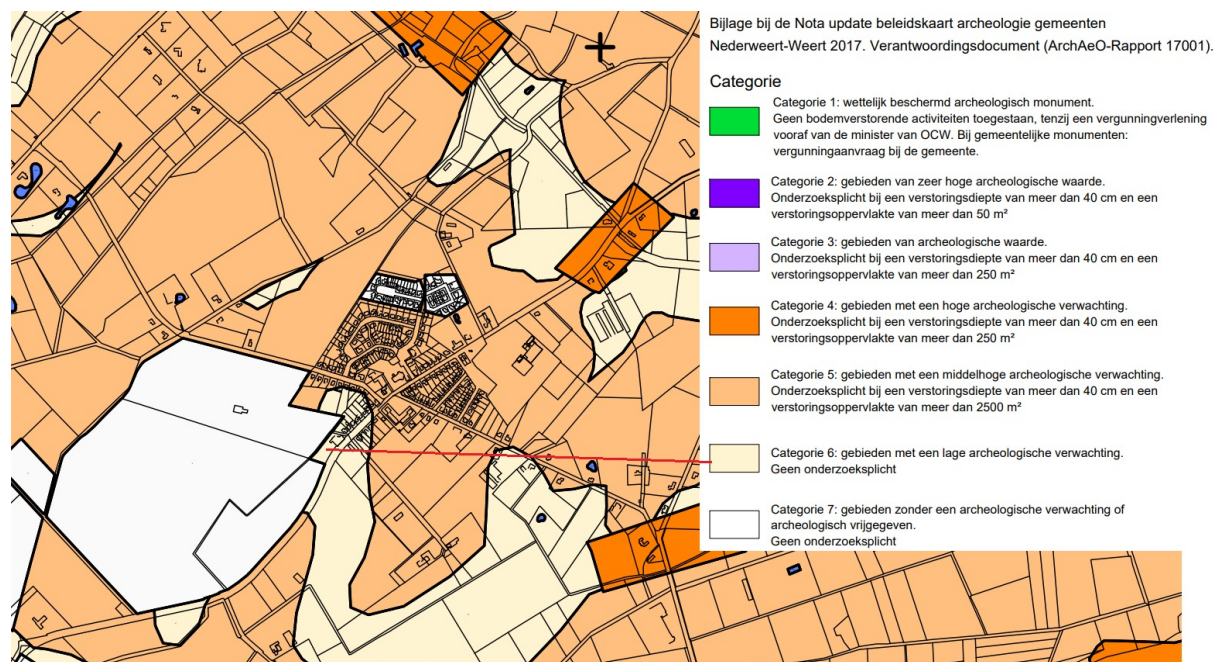 Bijlage bij de Nota update beleidskaart archeologie gemeenten
Nederweert-Weert 2017. Verantwoordingsdocument (ArchAeO-Rapport 17001).
Categorie
Categorie 1: wettelijk beschermd archeologisch monument.
Geen bodemverstorende activiteiten toegestaan, tenzij een vergunningverlening
vooraf van de minister van OCW. Bij gemeentelijke monumenten:
vergunningaanvraag bij de gemeente.
Categorie 2: gebieden van zeer hoge archeologische waarde.
Onderzoeksplicht bij een verstoringsdiepte van meer dan 40 cm en een
verstoringsoppervlakte van meer dan 50 m²
Categorie 3: gebieden van archeologische waarde.
Onderzoeksplicht bij een verstoringsdiepte van meer dan 40 cm en een
verstoringsoppervlakte van meer dan 250 m²
Categorie 4: gebieden met een hoge archeologische verwachting.
Onderzoeksplicht bij een verstoringsdiepte van meer dan 40 cm en een
verstoringsoppervlakte van meer dan 250 m²
Categorie 5: gebieden met een middelhoge archeologische verwachting.
Onderzoeksplicht bij een verstoringsdiepte van meer dan 40 cm en een
verstoringsoppervlakte van meer dan 2500 m²
Categorie 6: gebieden met een lage archeologische verwachting.
Geen onderzoeksplicht
Categorie 7: gebieden zonder een archeologische verwachting of
archeologisch vrijgegeven.
Geen onderzoeksplicht